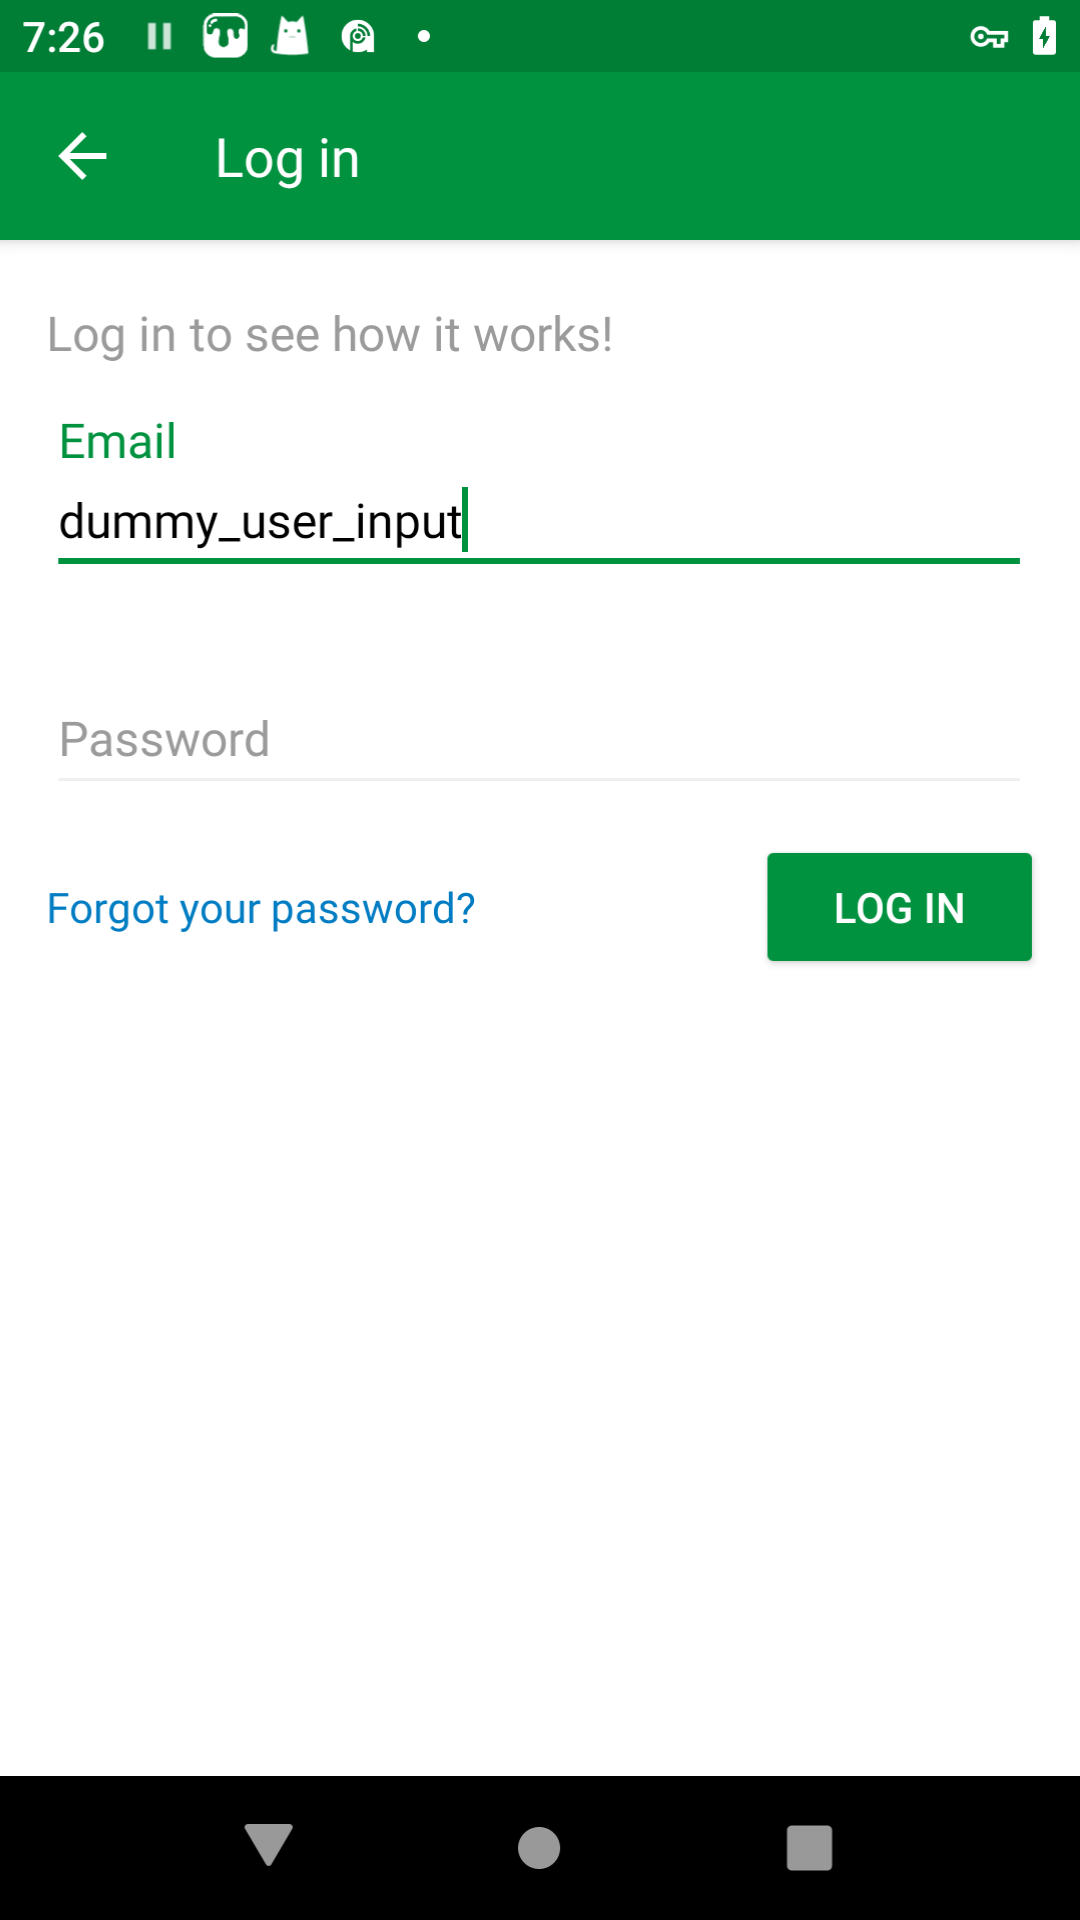 7:26
Log in
Log in to see how it works!
Email
dummy_user_input
Password
Forgot your password?
LOG IN